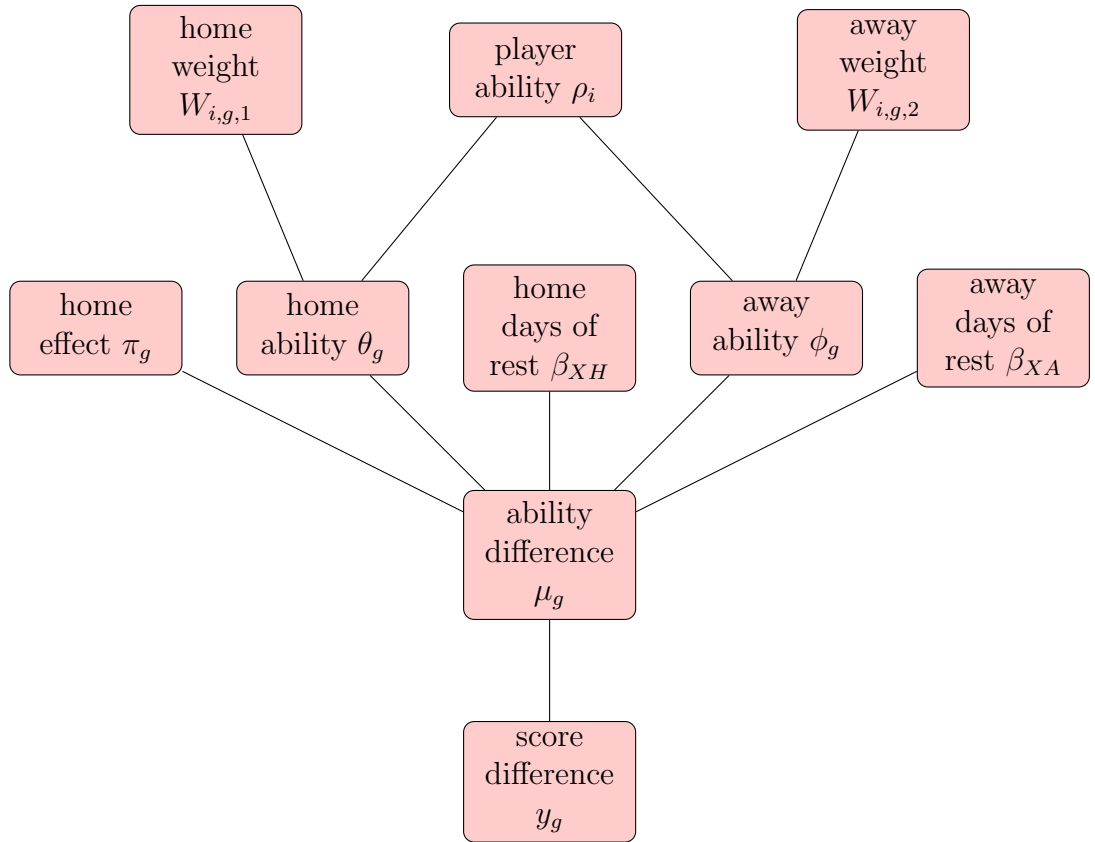 home
weight
W_{i,g,1}
player
ability ρ_i
away
weight
W_{i,g,2}
home
effect π_g
home
ability θ_g
home
days of
rest β_{XH}
away
ability ϕ_g
away
days of
rest β_{XA}
ability
difference
μ_g
score
difference
y_g